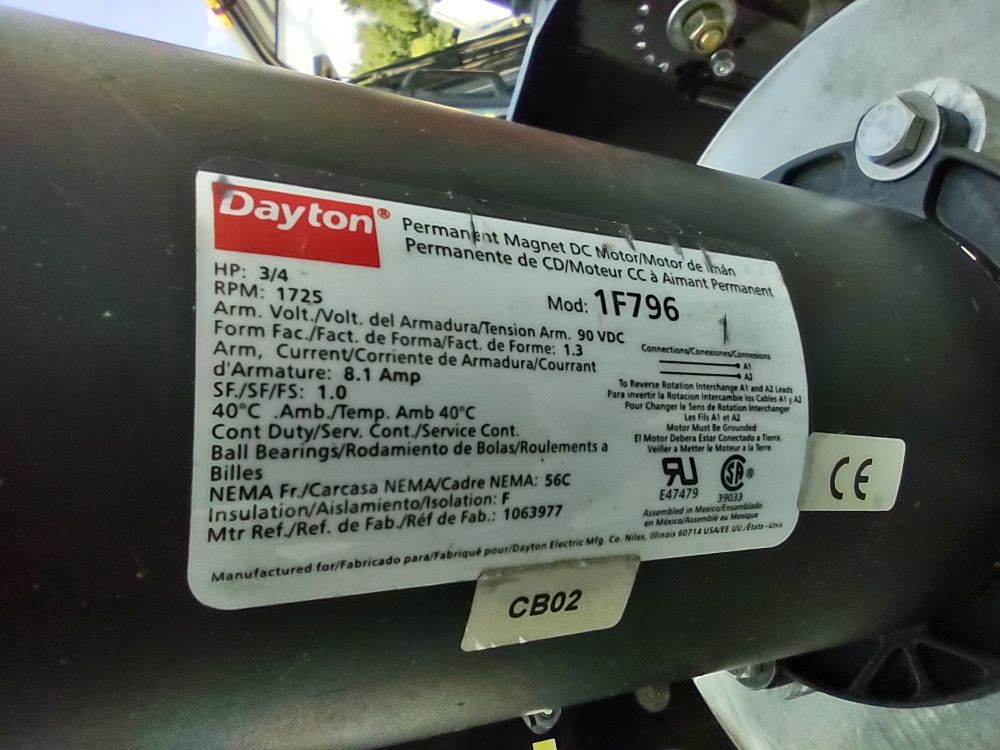 Dayton®
Permanent Magnet DC Motor/Motor de Imán
Permanente de CD/Moteur CC à Aimant Permanent
HP: 3/4
RPM: 1725
Mod: 1F796
Arm. Volt./Volt. del Armadura/Tension Arm. 90 VDC
Form Fac./Fact. de Forma/Fact. de Forme: 1.3
Arm, Current/Corriente de Armadura/Courrant
d'Armature: 8.1 Amp
SF./SF/FS: 1.0
40°C .Amb./Temp. Amb 40°C
Cont Duty/Serv. Cont./Service Cont.
Ball Bearings/Rodamiento de Bolas/Roulements a
Billes
NEMA Fr./Carcasa NEMA/Cadre NEMA: 56C
Insulation/Aislamiento/Isolation: F
Mtr Ref./Ref. de Fab./Réf de Fab.: 1063977
Connections/Conexiones/Connexions
A1
A2
To Reverse Rotation Interchange A1 and A2 Leads
Para invertir la Rotacion Intercambie los Cables A1 y A2
Pour Changer le Sens de Rotation Interchanger
Les Fils A1 et A2
Motor Must Be Grounded
El Motor Debera Estar Conectado a Tierra
Veiller a Metter le Moteur a la Terre
RU SA®
E47479 39033
Assembled in Mexico/Ensamblado
en México/Assemblé au Mexique
Manufactured for/Fabricado para/Fabriqué pour/Dayton Electric Mfg. Co. Niles, Illinois 60714 USA/EE UU./États--Unis
CE
CB02